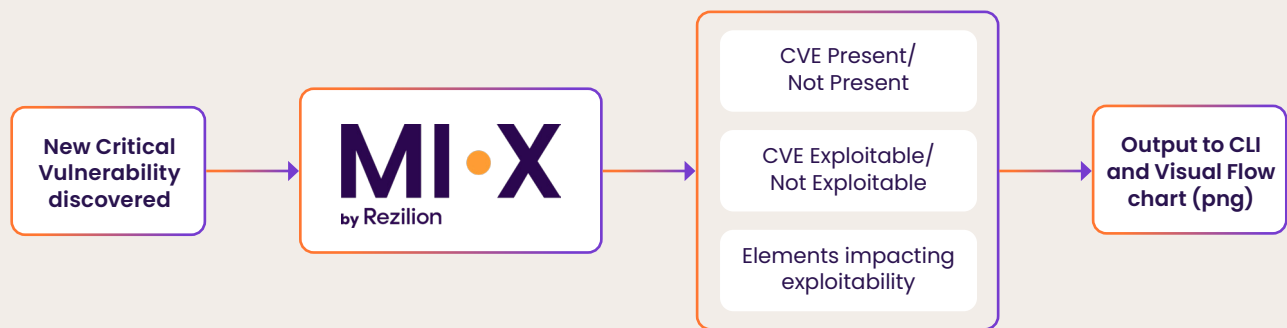 New Critical
Vulnerability
discovered
MI•X
by Rezilion
CVE Present/
Not Present
CVE Exploitable/
Not Exploitable
Elements impacting
exploitability
Output to CLI
and Visual Flow
chart (png)